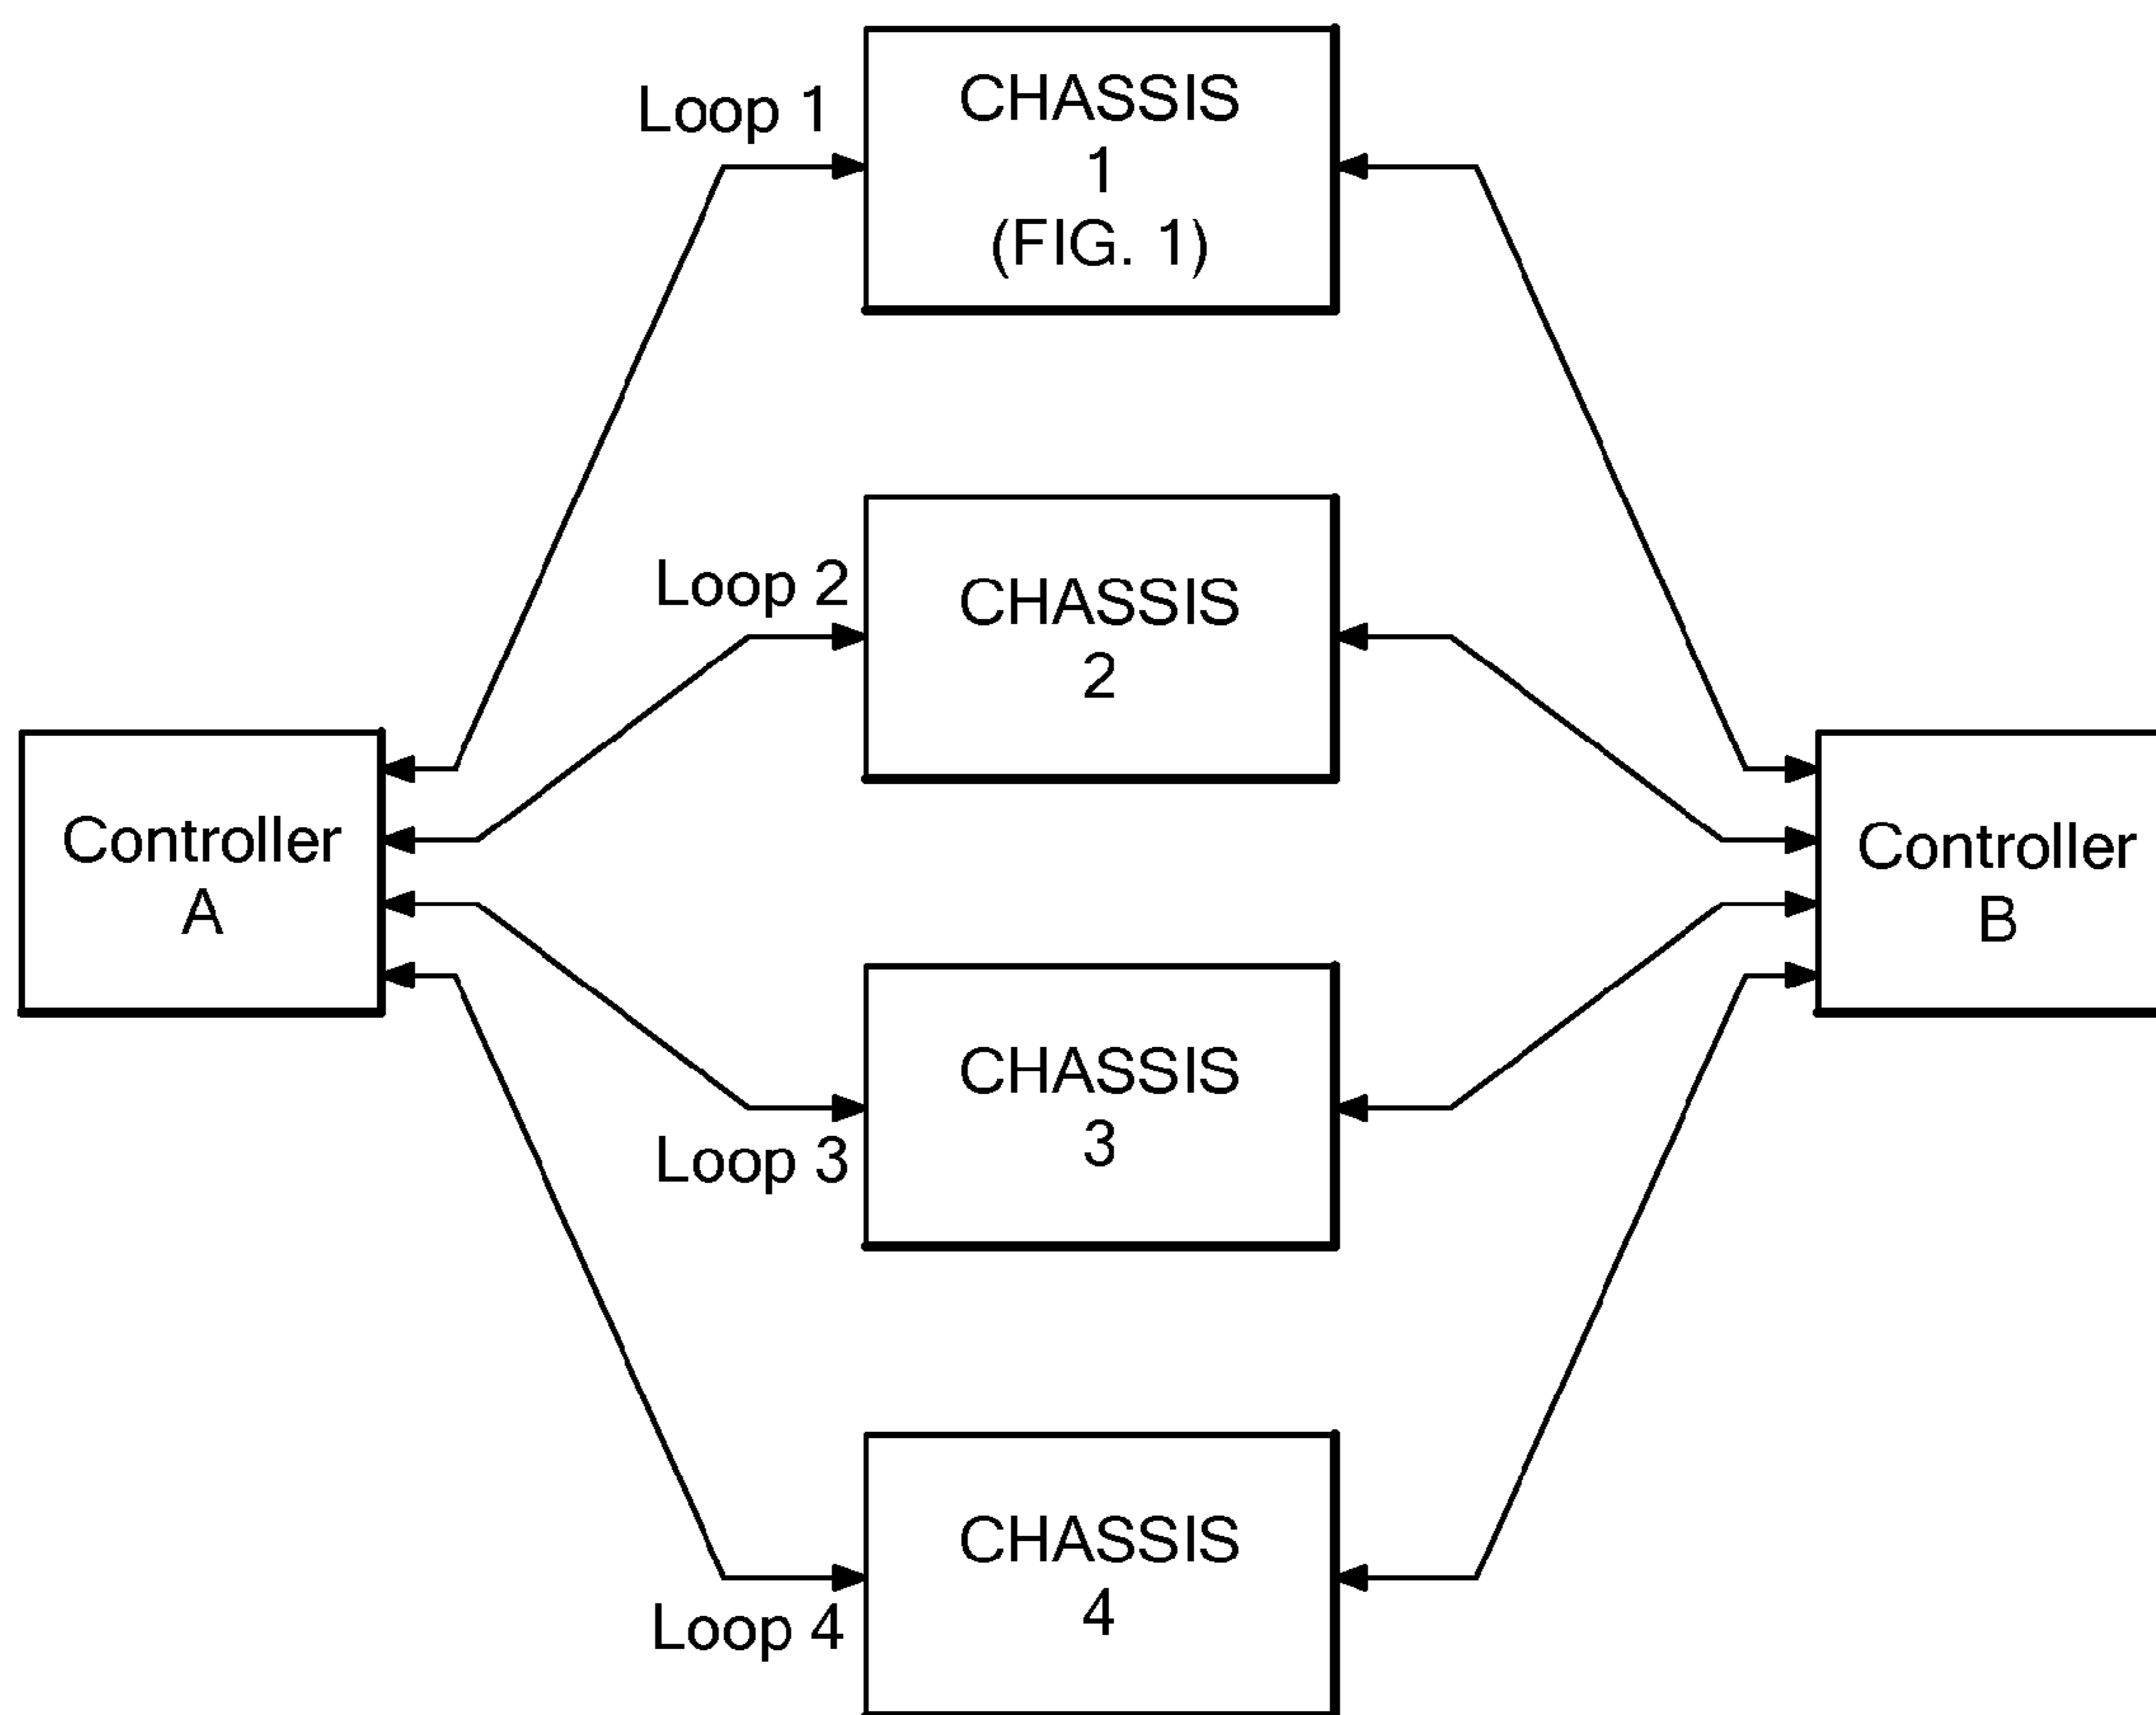 Loop 1
CHASSIS
1
(FIG. 1)
Loop 2
CHASSIS
2
Controller
A
Controller
B
CHASSIS
3
Loop 3
CHASSIS
4
Loop 4